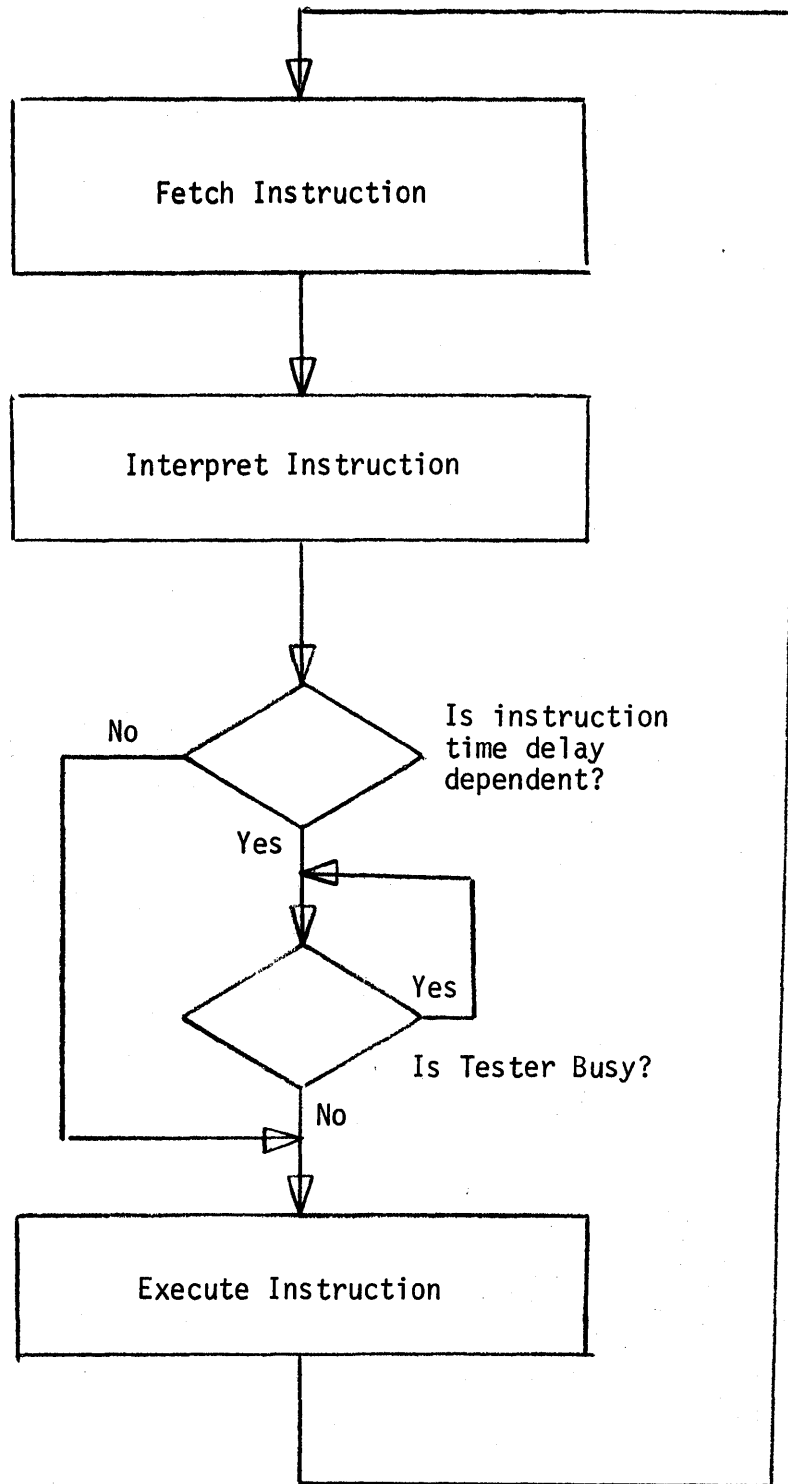 Fetch Instruction
Interpret Instruction
No
Is instruction
time delay
dependent?
Yes
Yes
Is Tester Busy?
No
Execute Instruction